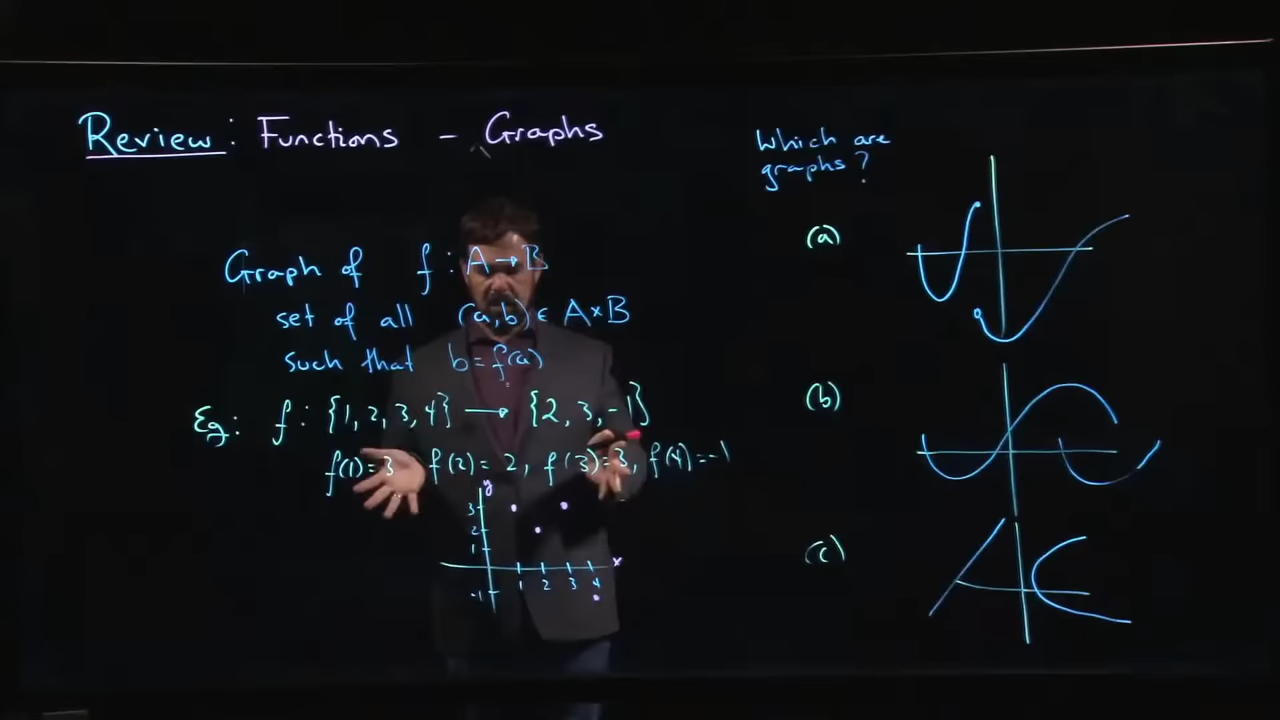 Review: Functions - Graphs
Graph of f: A → B
set of all (a,b) ∈ A×B
such that b = f(a)
Eg: f: {1, 2, 3, 4} → {2, 3, -1}
f(1) = 3 f(2) = 2, f(3) = 3, f(4) = -1
y
3
2
1
-1
1 2 3 4
x
Which are
graphs?
(a)
(b)
(c)